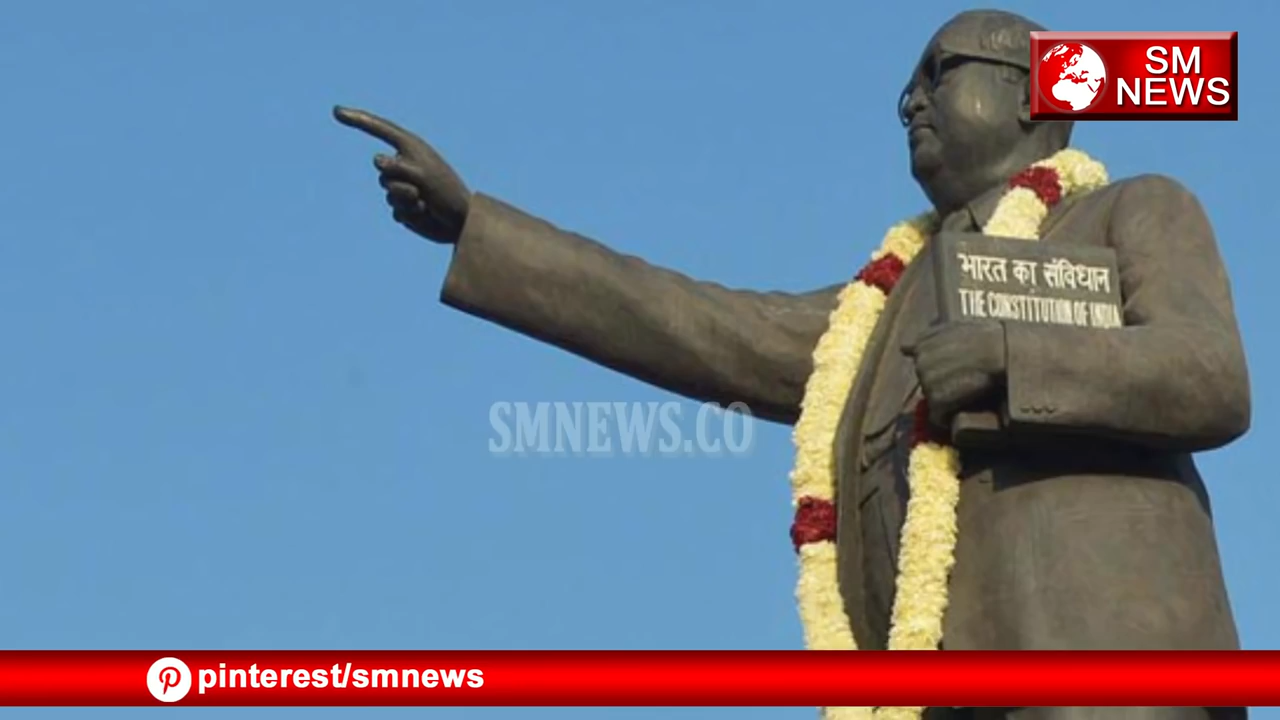 SM
NEWS
भारत का संविधान
THE CONSTITUTION OF INDIA
SMNEWS.CO
pinterest/smnews